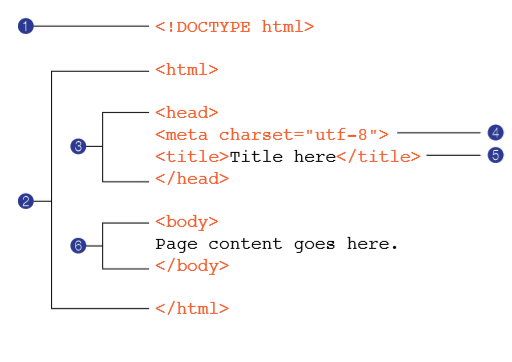 1 <!DOCTYPE html>
<html>
<head>
<meta charset="utf-8"> 4
3
<title>Title here</title> 5
</head>
2
<body>
6 Page content goes here.
</body>
</html>